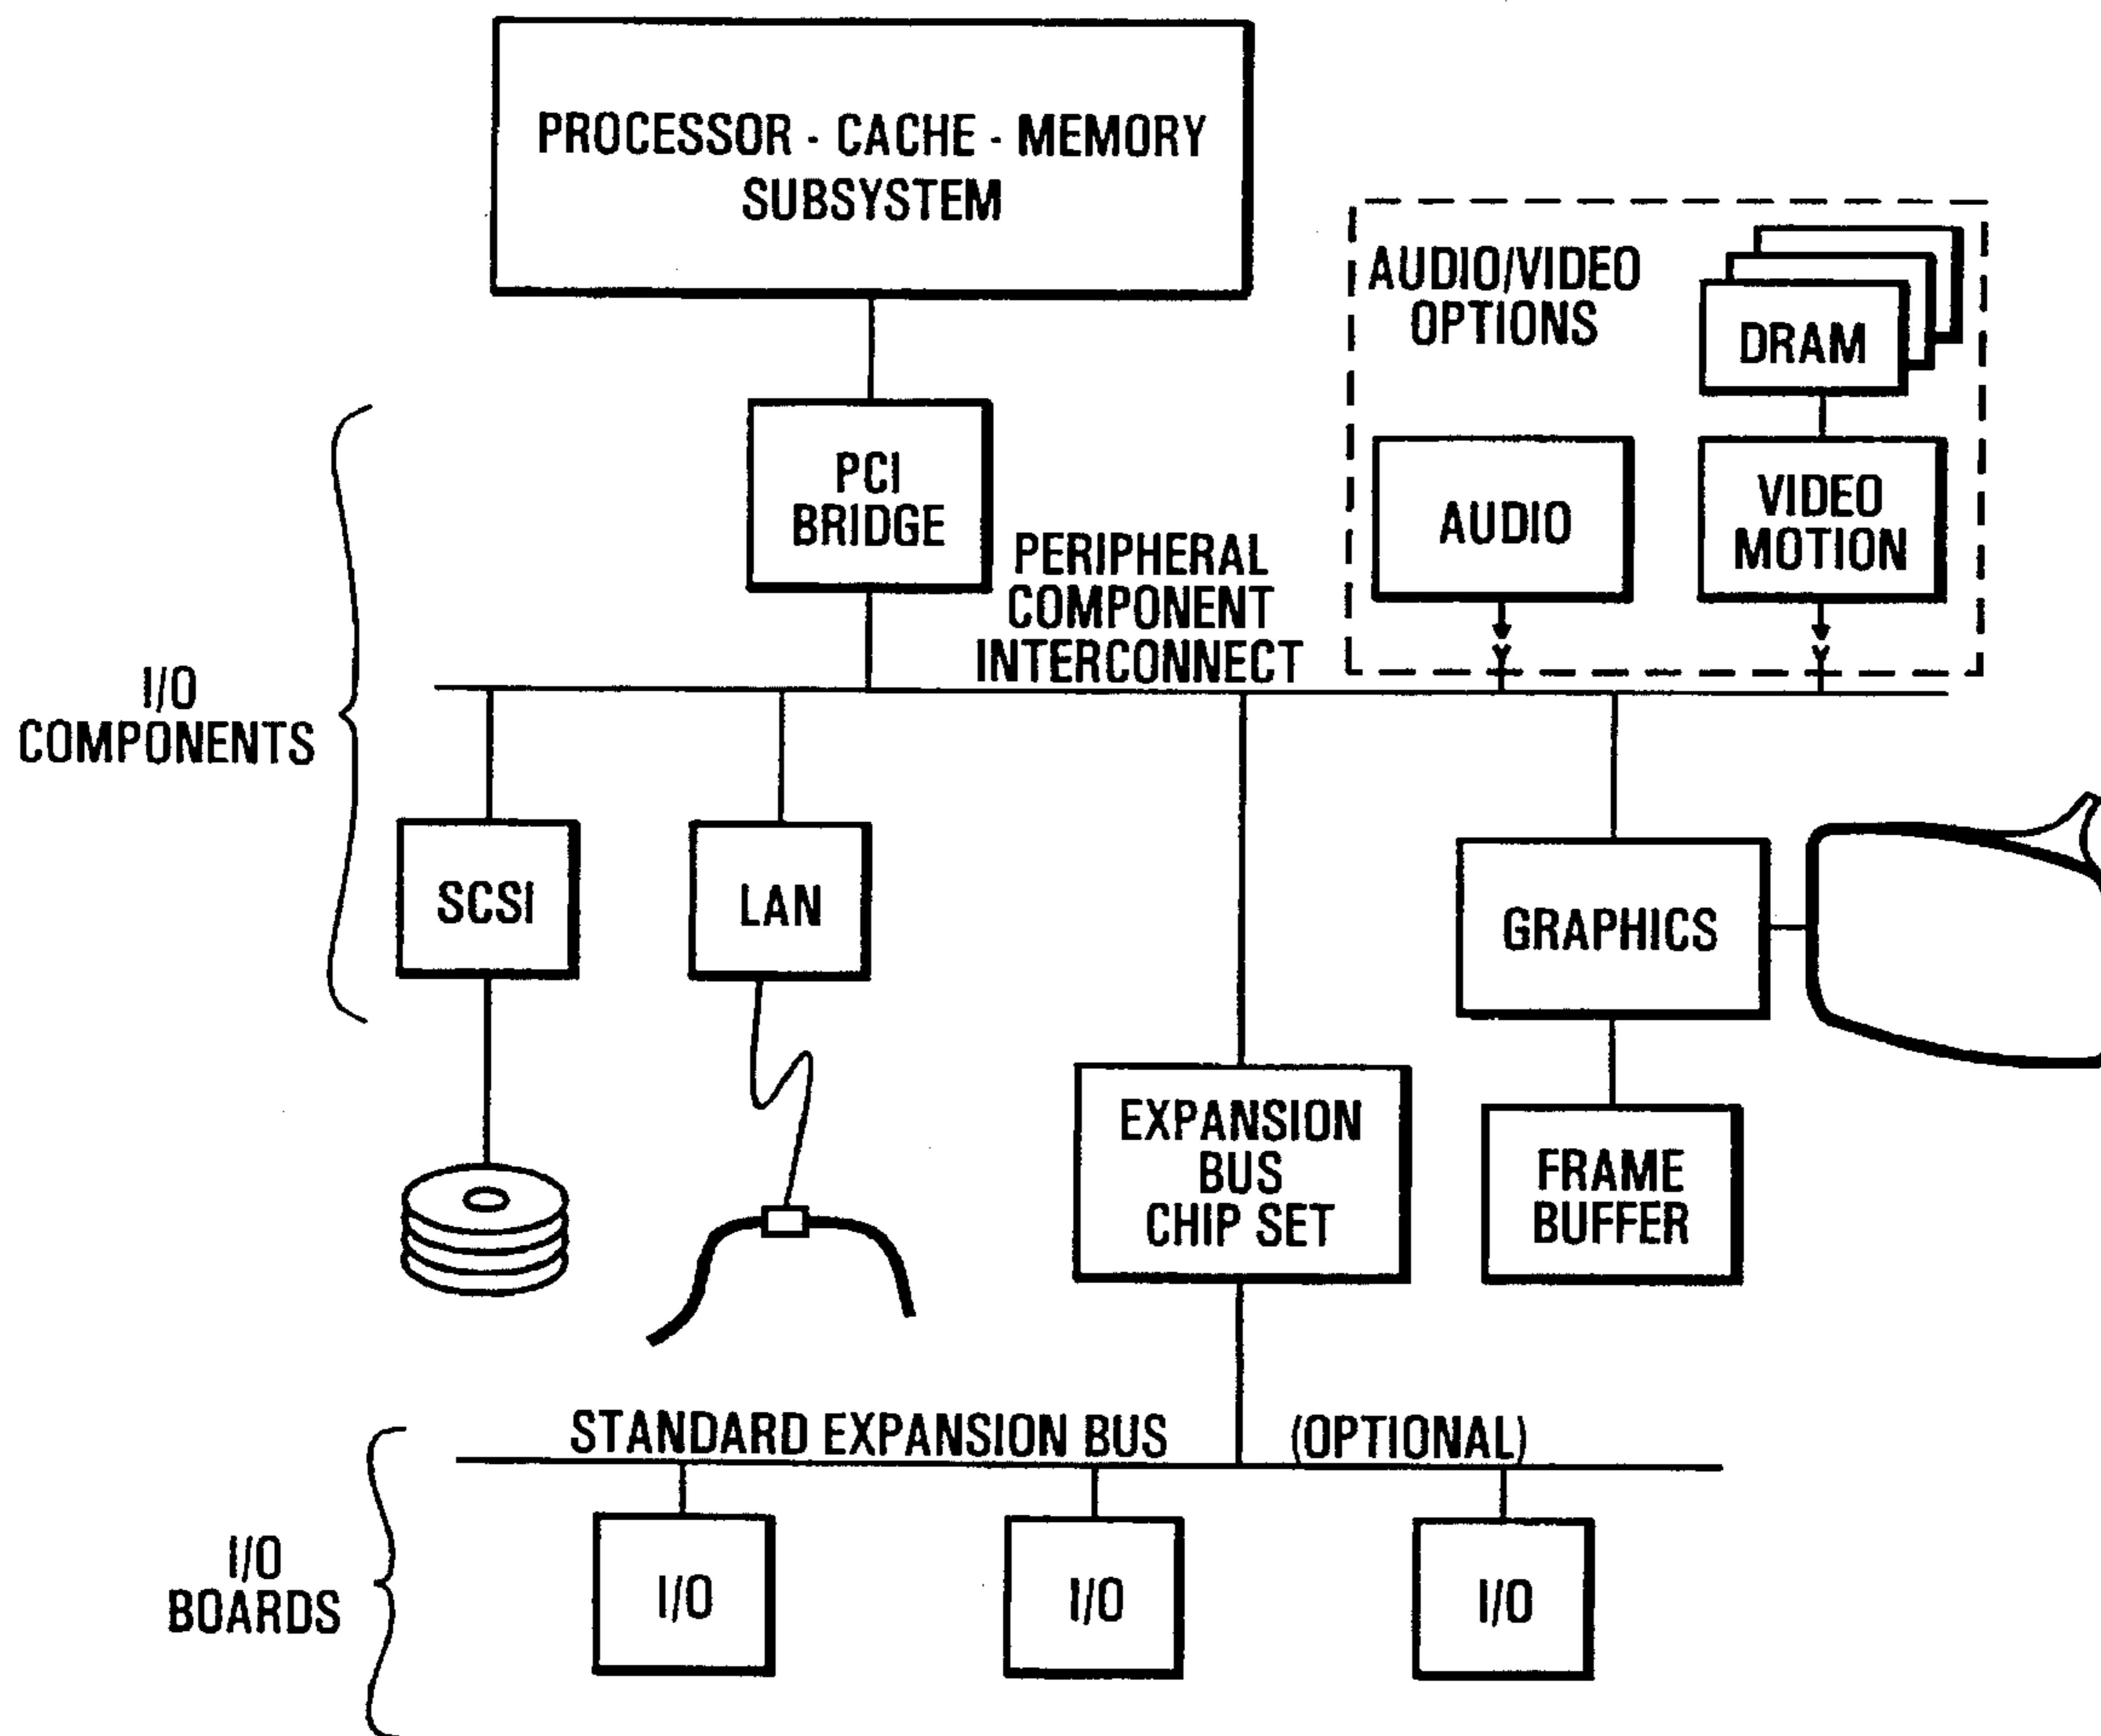 PROCESSOR - CACHE - MEMORY
SUBSYSTEM
AUDIO/VIDEO
OPTIONS
DRAM
PCI
BRIDGE
AUDIO
VIDEO
MOTION
PERIPHERAL
COMPONENT
INTERCONNECT
I/O
COMPONENTS
SCSI
LAN
GRAPHICS
EXPANSION
BUS
CHIP SET
FRAME
BUFFER
STANDARD EXPANSION BUS (OPTIONAL)
I/O
BOARDS
I/O
I/O
I/O